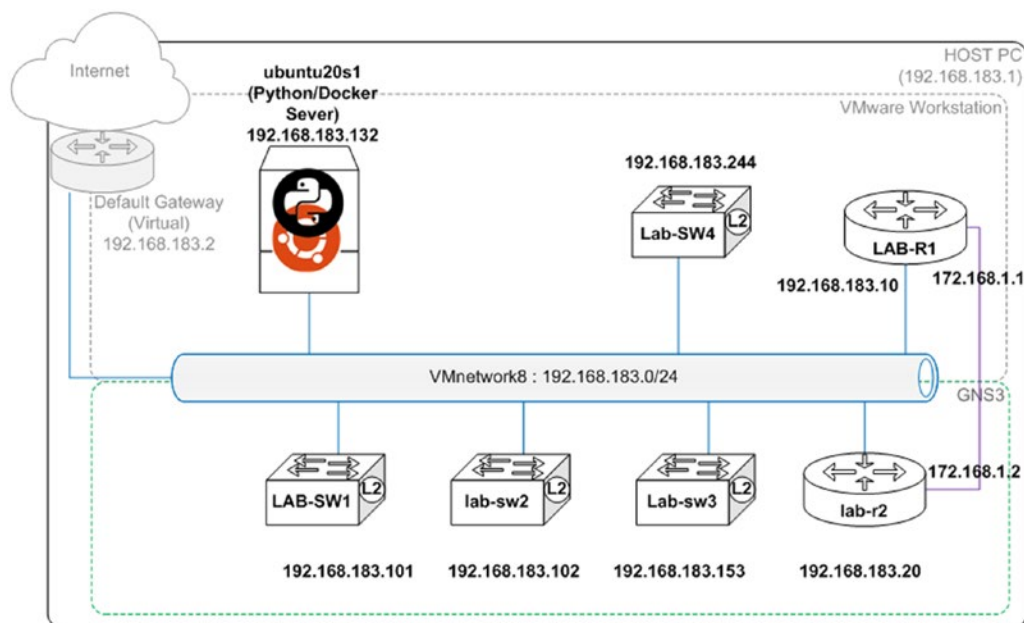 Internet
HOST PC
(192.168.183.1)
VMware Workstation
ubuntu20s1
(Python/Docker
Sever)
192.168.183.132
Default Gateway
(Virtual)
192.168.183.2
192.168.183.244
Lab-SW4
L2
LAB-R1
192.168.183.10
172.168.1.1
VMnetwork8 : 192.168.183.0/24
GNS3
LAB-SW1
L2
lab-sw2
L2
Lab-sw3
L2
lab-r2
172.168.1.2
192.168.183.101
192.168.183.102
192.168.183.153
192.168.183.20